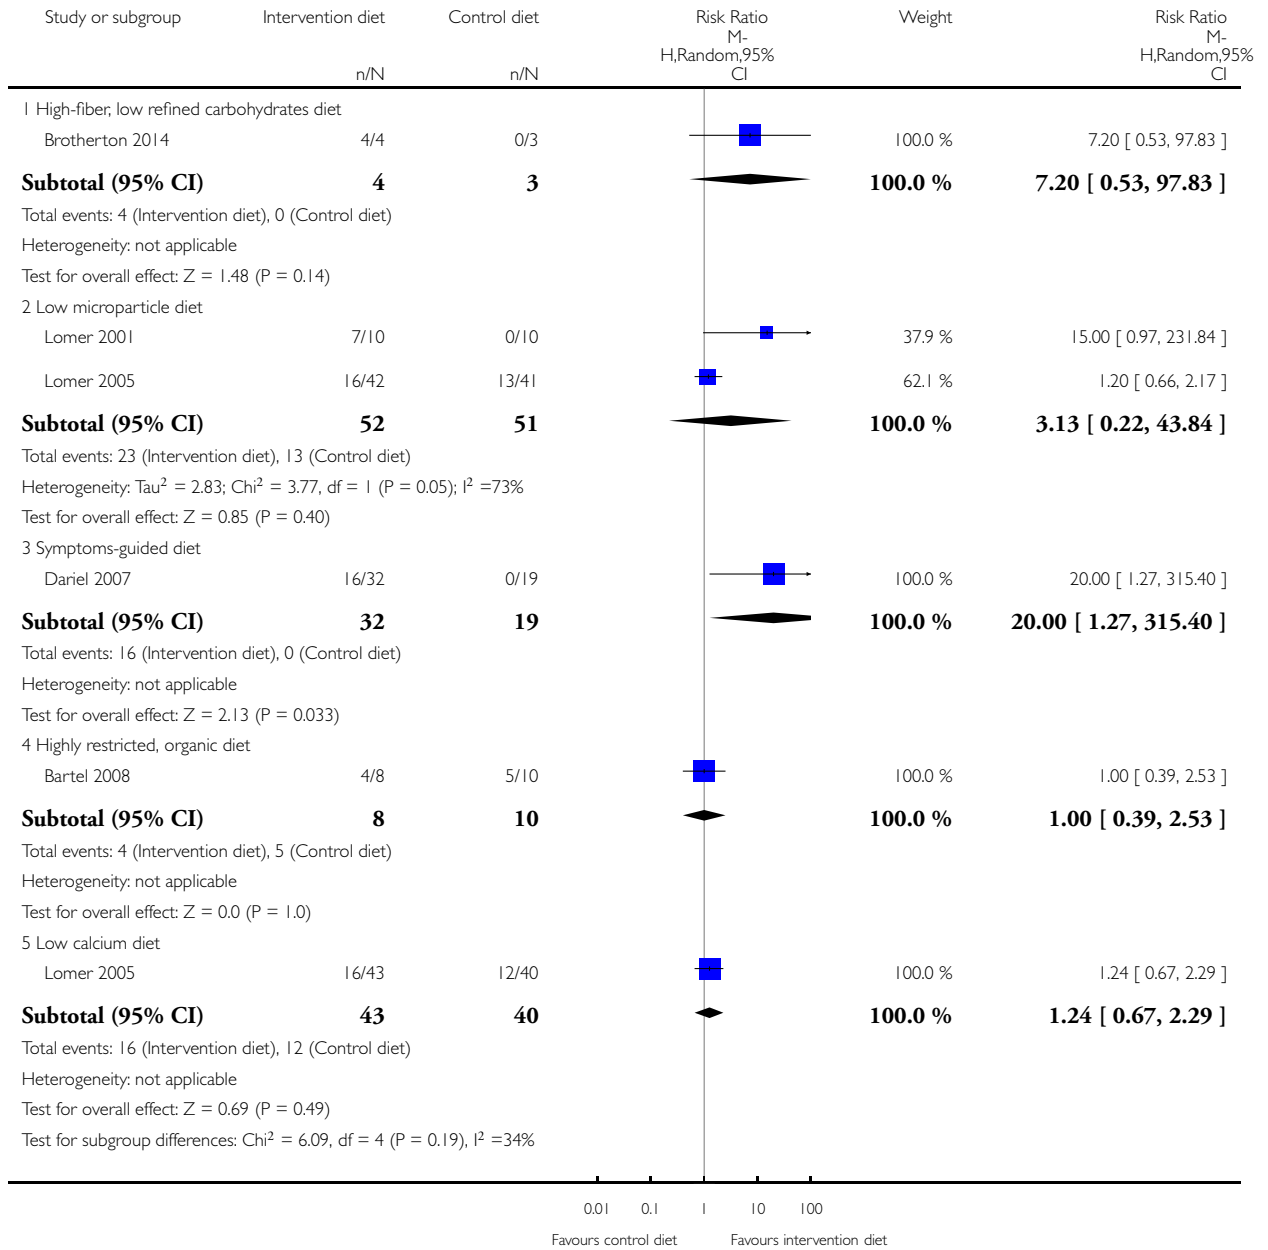 Study or subgroup Intervention diet Control diet Risk Ratio Weight Risk Ratio
M- M-
H,Random,95% H,Random,95%
n/N n/N CI CI
1 High-fiber, low refined carbohydrates diet
Brotherton 2014 4/4 0/3 100.0 % 7.20 [ 0.53, 97.83 ]
Subtotal (95% CI) 4 3 100.0 % 7.20 [ 0.53, 97.83 ]
Total events: 4 (Intervention diet), 0 (Control diet)
Heterogeneity: not applicable
Test for overall effect: Z = 1.48 (P = 0.14)
2 Low microparticle diet
Lomer 2001 7/10 0/10 37.9 % 15.00 [ 0.97, 231.84 ]
Lomer 2005 16/42 13/41 62.1 % 1.20 [ 0.66, 2.17 ]
Subtotal (95% CI) 52 51 100.0 % 3.13 [ 0.22, 43.84 ]
Total events: 23 (Intervention diet), 13 (Control diet)
Heterogeneity: Tau² = 2.83; Chi² = 3.77, df = 1 (P = 0.05); I² =73%
Test for overall effect: Z = 0.85 (P = 0.40)
3 Symptoms-guided diet
Dariel 2007 16/32 0/19 100.0 % 20.00 [ 1.27, 315.40 ]
Subtotal (95% CI) 32 19 100.0 % 20.00 [ 1.27, 315.40 ]
Total events: 16 (Intervention diet), 0 (Control diet)
Heterogeneity: not applicable
Test for overall effect: Z = 2.13 (P = 0.033)
4 Highly restricted, organic diet
Bartel 2008 4/8 5/10 100.0 % 1.00 [ 0.39, 2.53 ]
Subtotal (95% CI) 8 10 100.0 % 1.00 [ 0.39, 2.53 ]
Total events: 4 (Intervention diet), 5 (Control diet)
Heterogeneity: not applicable
Test for overall effect: Z = 0.0 (P = 1.0)
5 Low calcium diet
Lomer 2005 16/43 12/40 100.0 % 1.24 [ 0.67, 2.29 ]
Subtotal (95% CI) 43 40 100.0 % 1.24 [ 0.67, 2.29 ]
Total events: 16 (Intervention diet), 12 (Control diet)
Heterogeneity: not applicable
Test for overall effect: Z = 0.69 (P = 0.49)
Test for subgroup differences: Chi² = 6.09, df = 4 (P = 0.19), I² =34%
0.01 0.1 1 10 100
Favours control diet Favours intervention diet